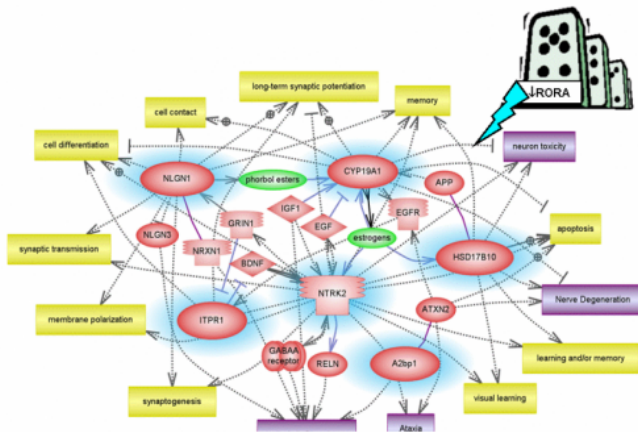 ↓RORA
long-term synaptic potentiation
memory
cell contact
cell differentiation
neuron toxicity
CYP19A1
NLGN1
phorbol esters
APP
IGF1
GRIN1
EGF
EGFR
NLGN3
estrogens
apoptosis
synaptic transmission
NRXN1
BDNF
HSD17B10
NTRK2
Nerve Degeneration
ATXN2
membrane polarization
ITPR1
GABAA
receptor
RELN
A2bp1
learning and/or memory
synaptogenesis
visual learning
Ataxia